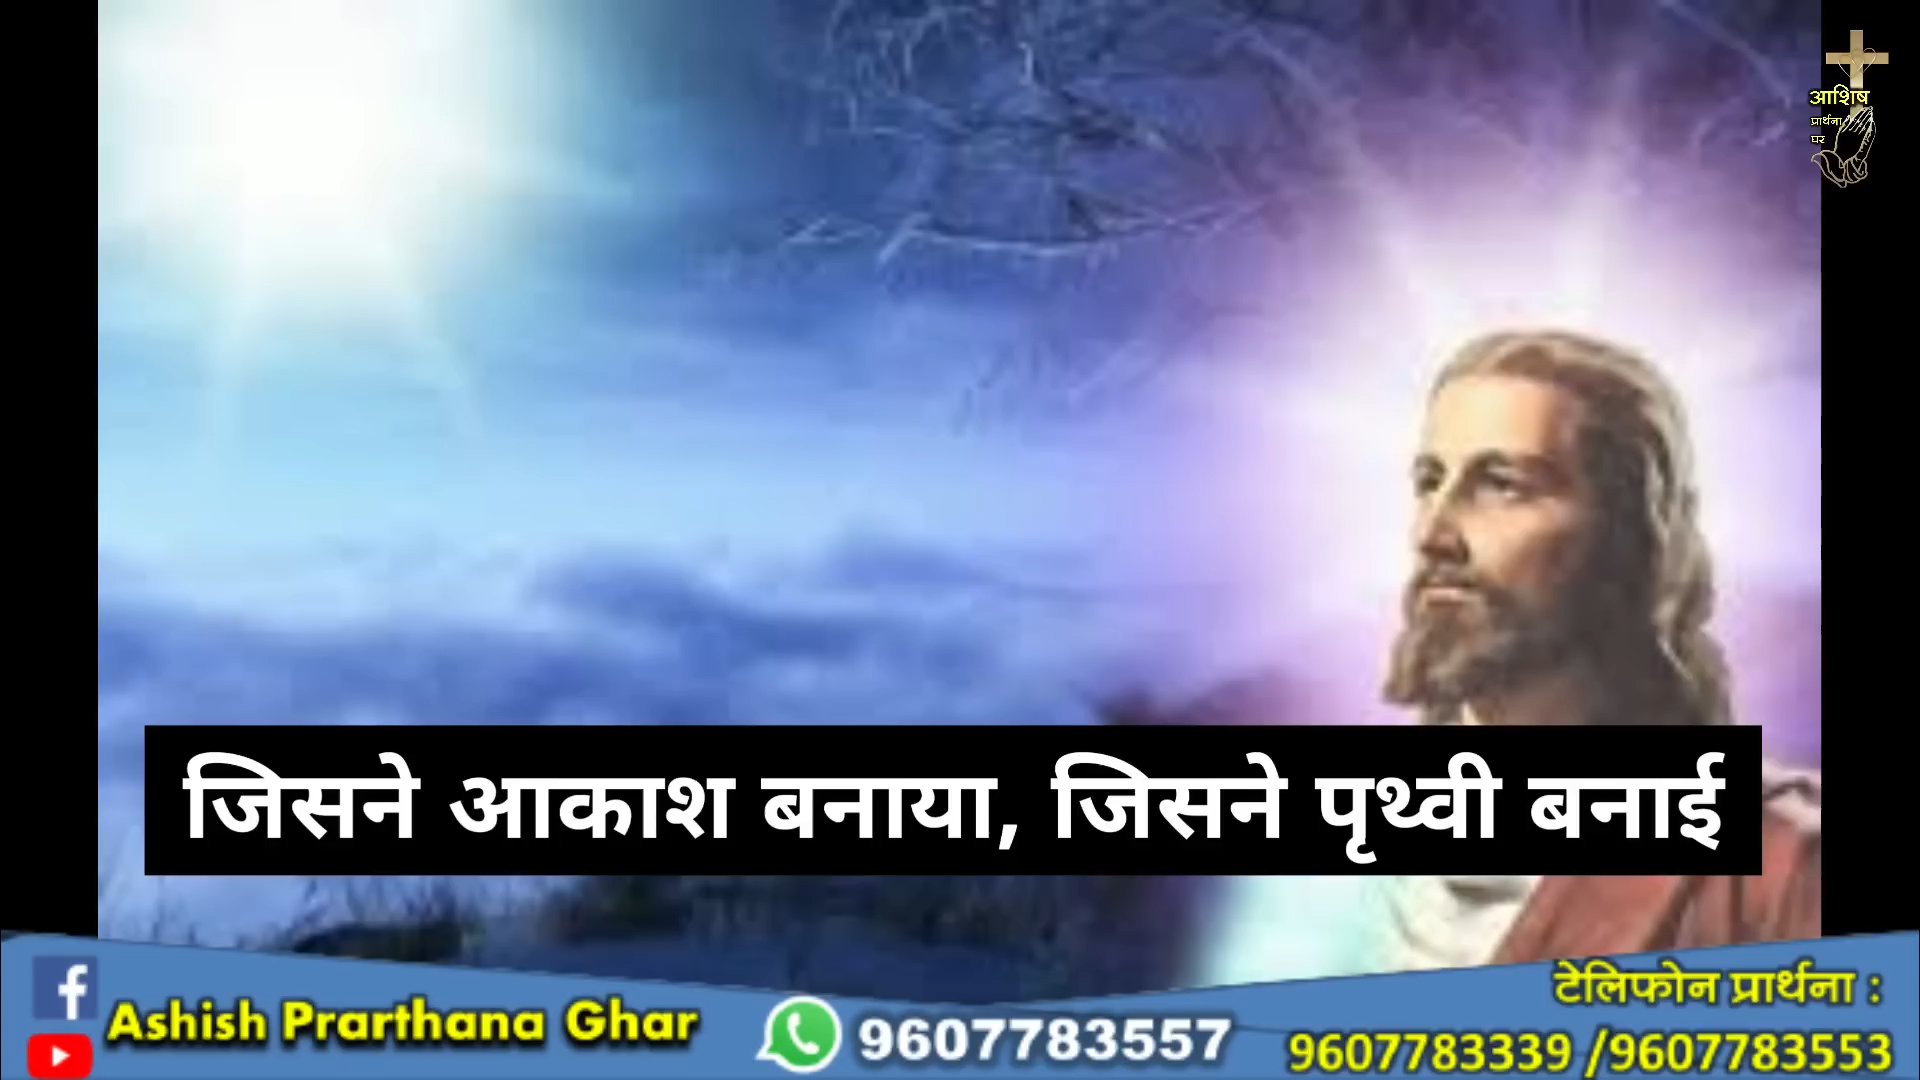 आशिष
प्रार्थना
घर
जिसने आकाश बनाया, जिसने पृथ्वी बनाई
Ashish Prarthana Ghar
9607783557
टेलिफोन प्रार्थना :
9607783339 /9607783553